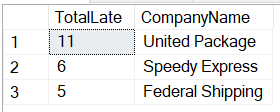 TotalLate CompanyName
1 11 United Package
2 6 Speedy Express
3 5 Federal Shipping